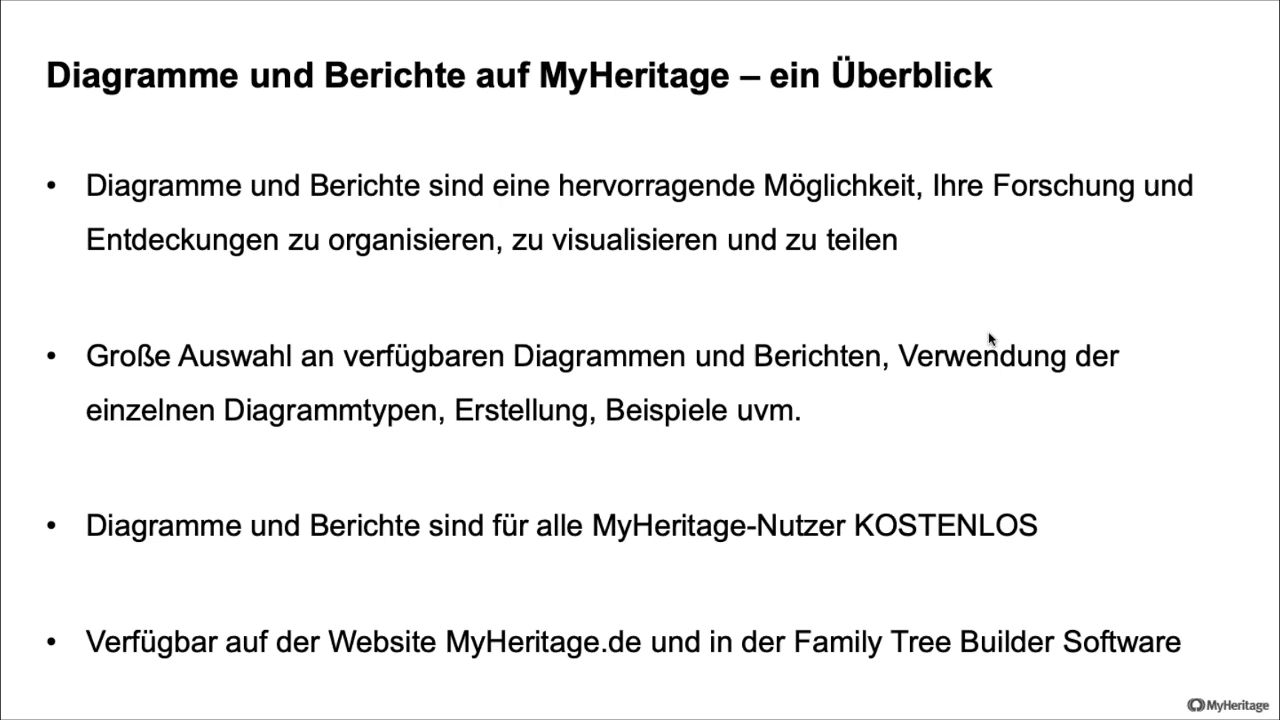 Diagramme und Berichte auf MyHeritage – ein Überblick
• Diagramme und Berichte sind eine hervorragende Möglichkeit, Ihre Forschung und
Entdeckungen zu organisieren, zu visualisieren und zu teilen
• Große Auswahl an verfügbaren Diagrammen und Berichten, Verwendung der
einzelnen Diagrammtypen, Erstellung, Beispiele uvm.
• Diagramme und Berichte sind für alle MyHeritage-Nutzer KOSTENLOS
• Verfügbar auf der Website MyHeritage.de und in der Family Tree Builder Software
MyHeritage